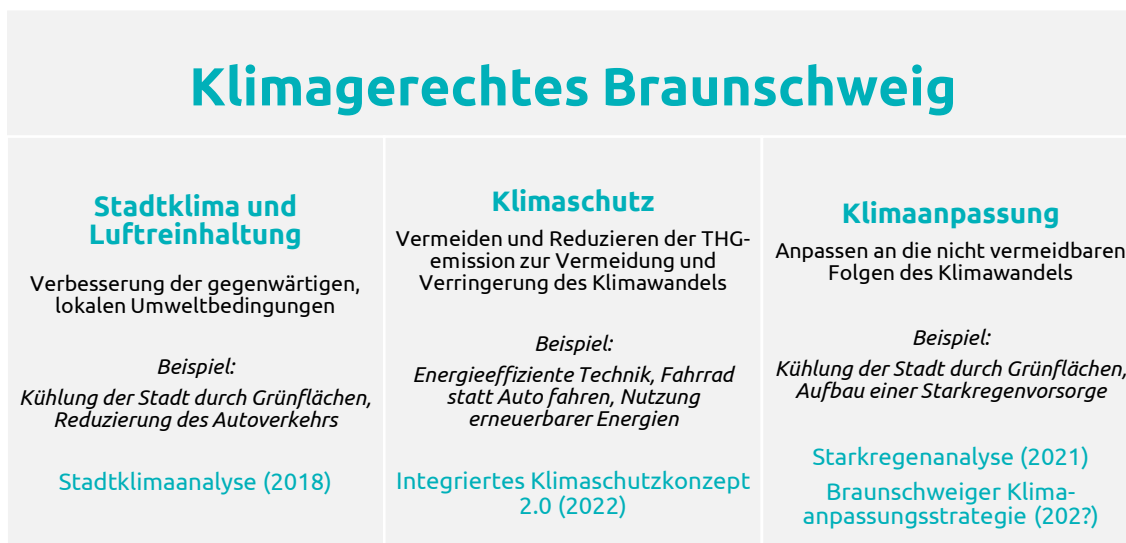 Klimagerechtes Braunschweig
Stadtklima und
Luftreinhaltung
Verbesserung der gegenwärtigen,
lokalen Umweltbedingungen
Beispiel:
Kühlung der Stadt durch Grünflächen,
Reduzierung des Autoverkehrs
Stadtklimaanalyse (2018)
Klimaschutz
Vermeiden und Reduzieren der THG-
emission zur Vermeidung und
Verringerung des Klimawandels
Beispiel:
Energieeffiziente Technik, Fahrrad
statt Auto fahren, Nutzung
erneuerbarer Energien
Integriertes Klimaschutzkonzept
2.0 (2022)
Klimaanpassung
Anpassen an die nicht vermeidbaren
Folgen des Klimawandels
Beispiel:
Kühlung der Stadt durch Grünflächen,
Aufbau einer Starkregenvorsorge
Starkregenanalyse (2021)
Braunschweiger Klima-
anpassungsstrategie (202?)